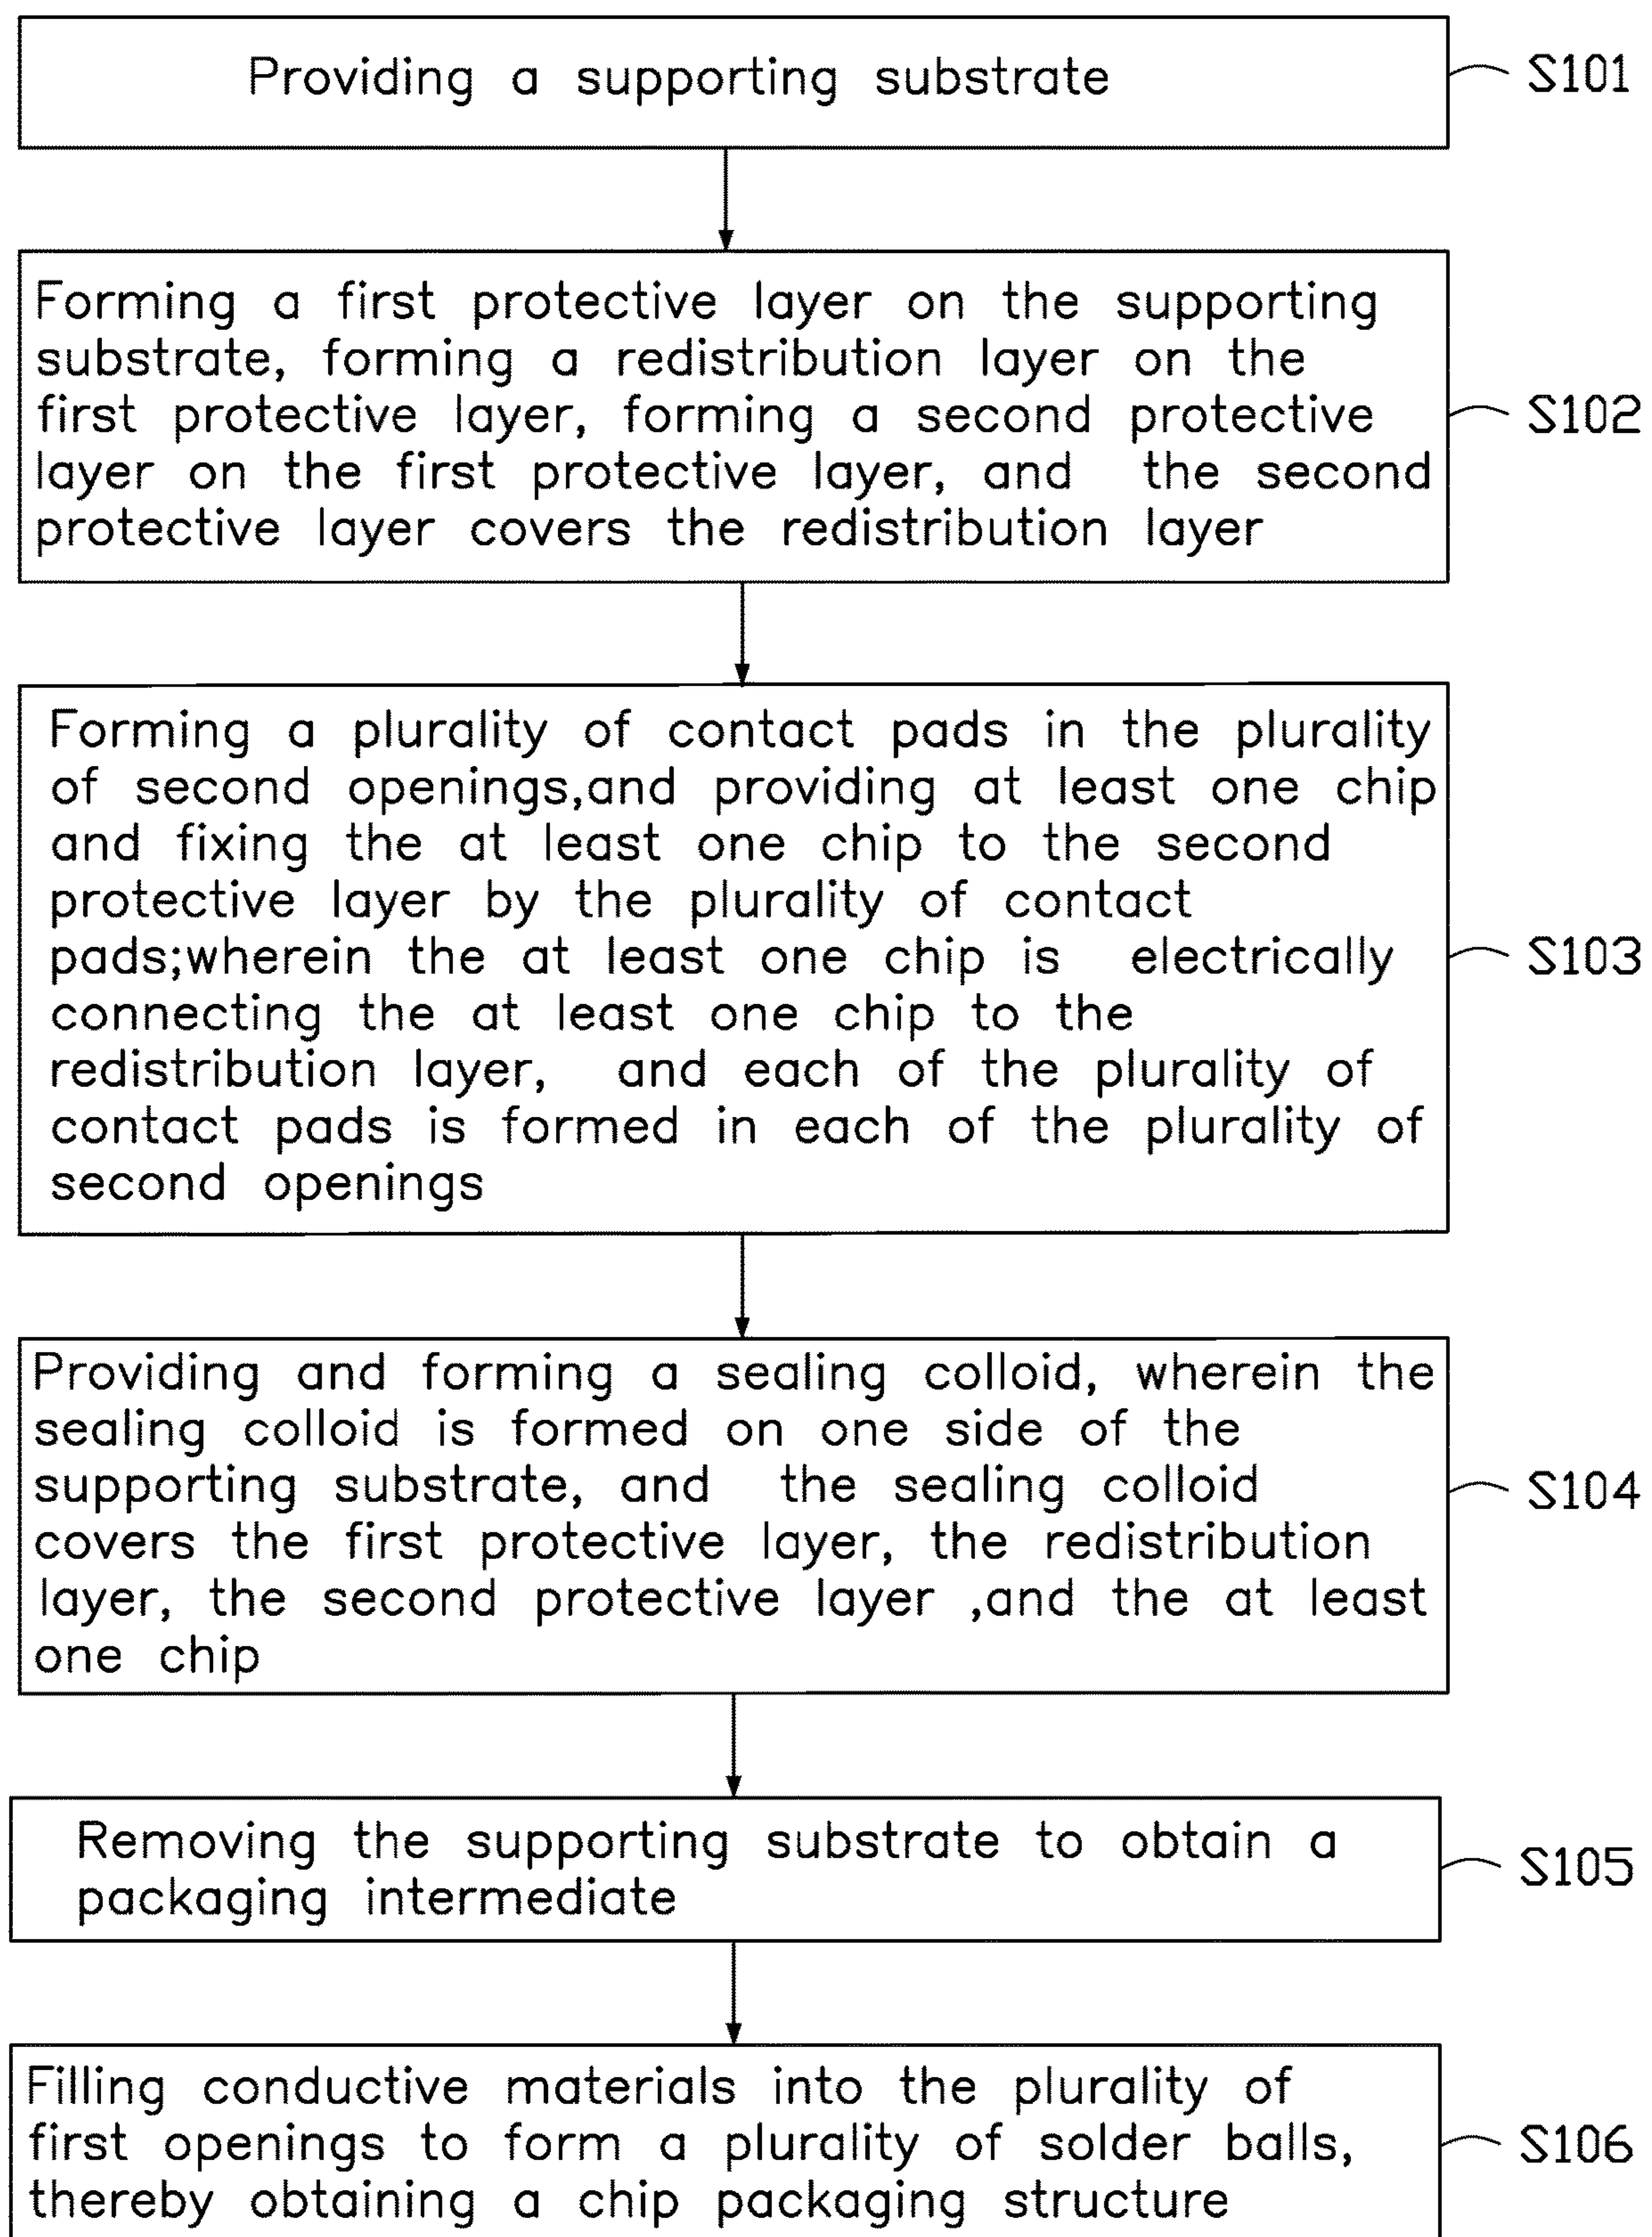 Providing a supporting substrate
S101
Forming a first protective layer on the supporting
substrate, forming a redistribution layer on the
first protective layer, forming a second protective
layer on the first protective layer, and the second
protective layer covers the redistribution layer
S102
Forming a plurality of contact pads in the plurality
of second openings,and providing at least one chip
and fixing the at least one chip to the second
protective layer by the plurality of contact
pads;wherein the at least one chip is electrically
connecting the at least one chip to the
redistribution layer, and each of the plurality of
contact pads is formed in each of the plurality of
second openings
S103
Providing and forming a sealing colloid, wherein the
sealing colloid is formed on one side of the
supporting substrate, and the sealing colloid
covers the first protective layer, the redistribution
layer, the second protective layer ,and the at least
one chip
S104
Removing the supporting substrate to obtain a
packaging intermediate
S105
Filling conductive materials into the plurality of
first openings to form a plurality of solder balls,
thereby obtaining a chip packaging structure
S106